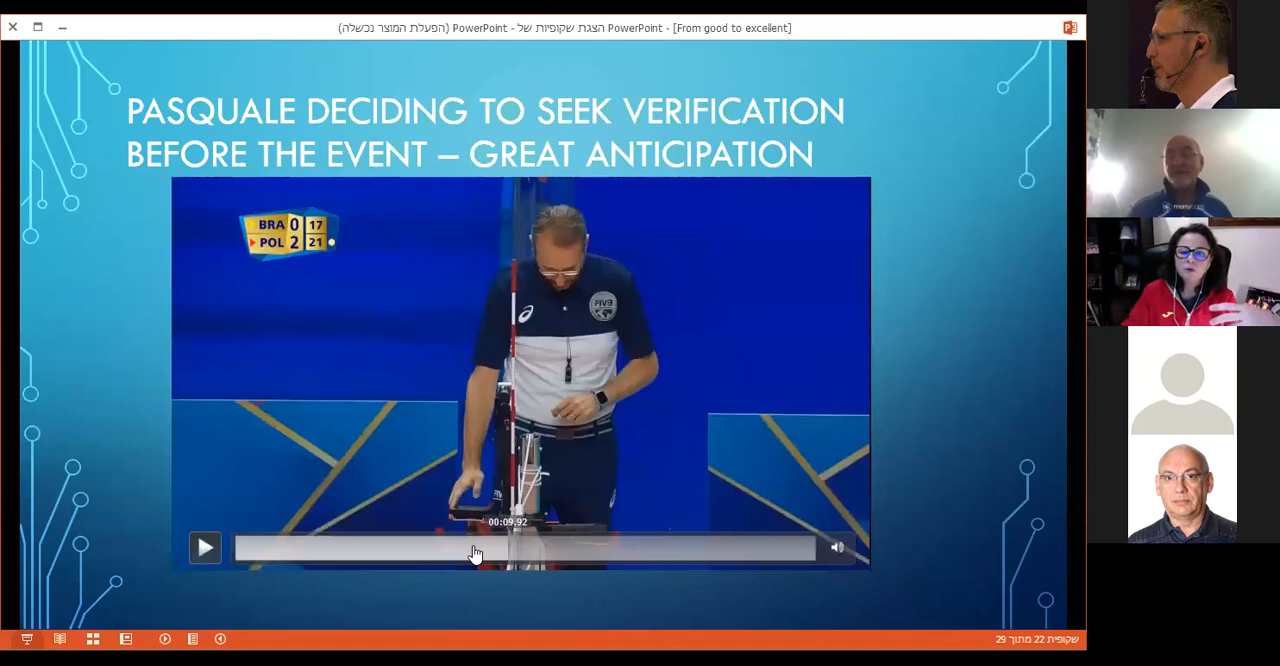 הצגת שקופיות של PowerPoint - [From good to excellent] - PowerPoint (הפעלת המוצר נכשלה)
PASQUALE DECIDING TO SEEK VERIFICATION
BEFORE THE EVENT – GREAT ANTICIPATION
BRA 0 17
POL 2 21
FIVB
00:09.92
שקופית 22 מתוך 29